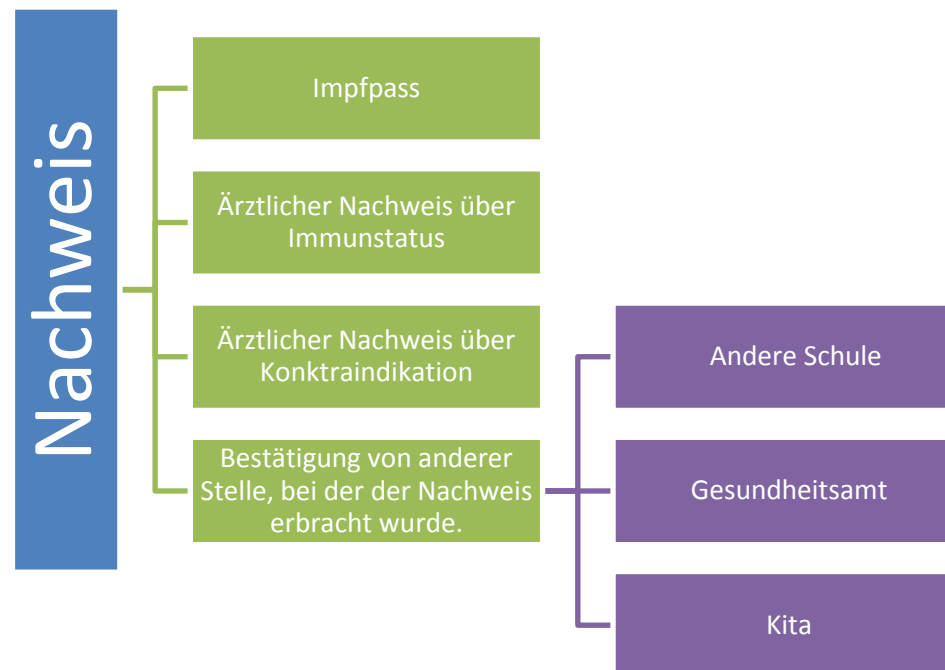 Nachweis
Impfpass
Ärztlicher Nachweis über
Immunstatus
Ärztlicher Nachweis über
Konktraindikation
Bestätigung von anderer
Stelle, bei der der Nachweis
erbracht wurde.
Andere Schule
Gesundheitsamt
Kita